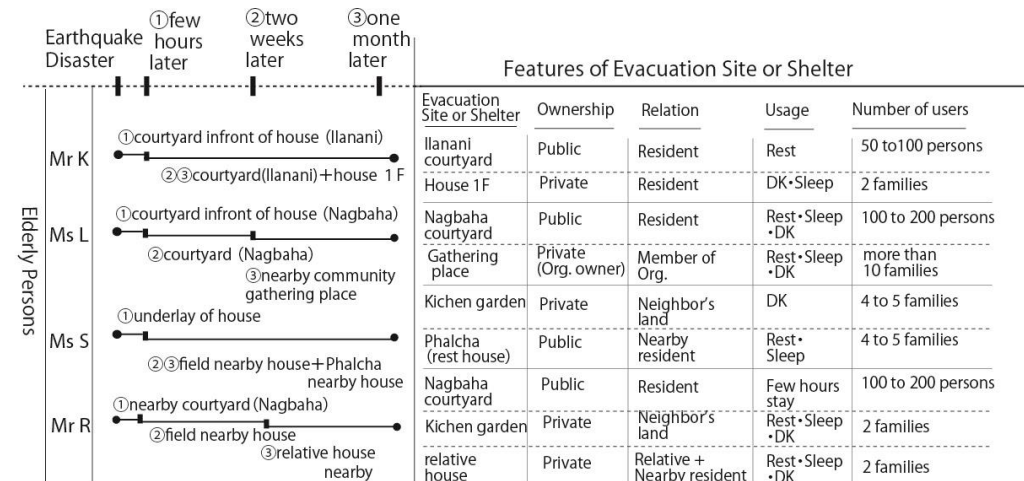 Earthquake Disaster
①few hours later
②two weeks later
③one month later
Features of Evacuation Site or Shelter
Evacuation Site or Shelter
Ownership
Relation
Usage
Number of users
Elderly Persons
Mr K
①courtyard infront of house (Ilanani)
②③courtyard(Ilanani)+house 1F
Ilanani courtyard
Public
Resident
Rest
50 to100 persons
House 1F
Private
Resident
DK・Sleep
2 families
Ms L
①courtyard infront of house (Nagbaha)
②courtyard (Nagbaha)
③nearby community
gathering place
Nagbaha courtyard
Public
Resident
Rest・Sleep
・DK
100 to 200 persons
Gathering place
Private
(Org. owner)
Member of Org.
Rest・Sleep
・DK
more than
10 families
Ms S
①underlay of house
②③field nearby house+Phalcha
nearby house
Kichen garden
Private
Neighbor's land
DK
4 to 5 families
Phalcha
(rest house)
Public
Nearby resident
Rest・
Sleep
4 to 5 families
Mr R
①nearby courtyard (Nagbaha)
②field nearby house
③relative house
nearby
Nagbaha courtyard
Public
Resident
Few hours stay
100 to 200 persons
Kichen garden
Private
Neighbor's land
Rest・Sleep
・DK
2 families
relative house
Private
Relative +
Nearby resident
Rest・Sleep
・DK
2 families